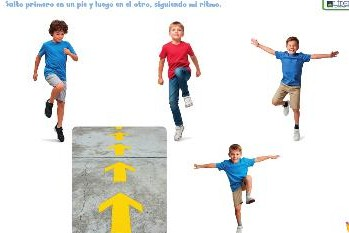 Salto primero en un pie y luego en el otro, siguiendo mi ritmo.